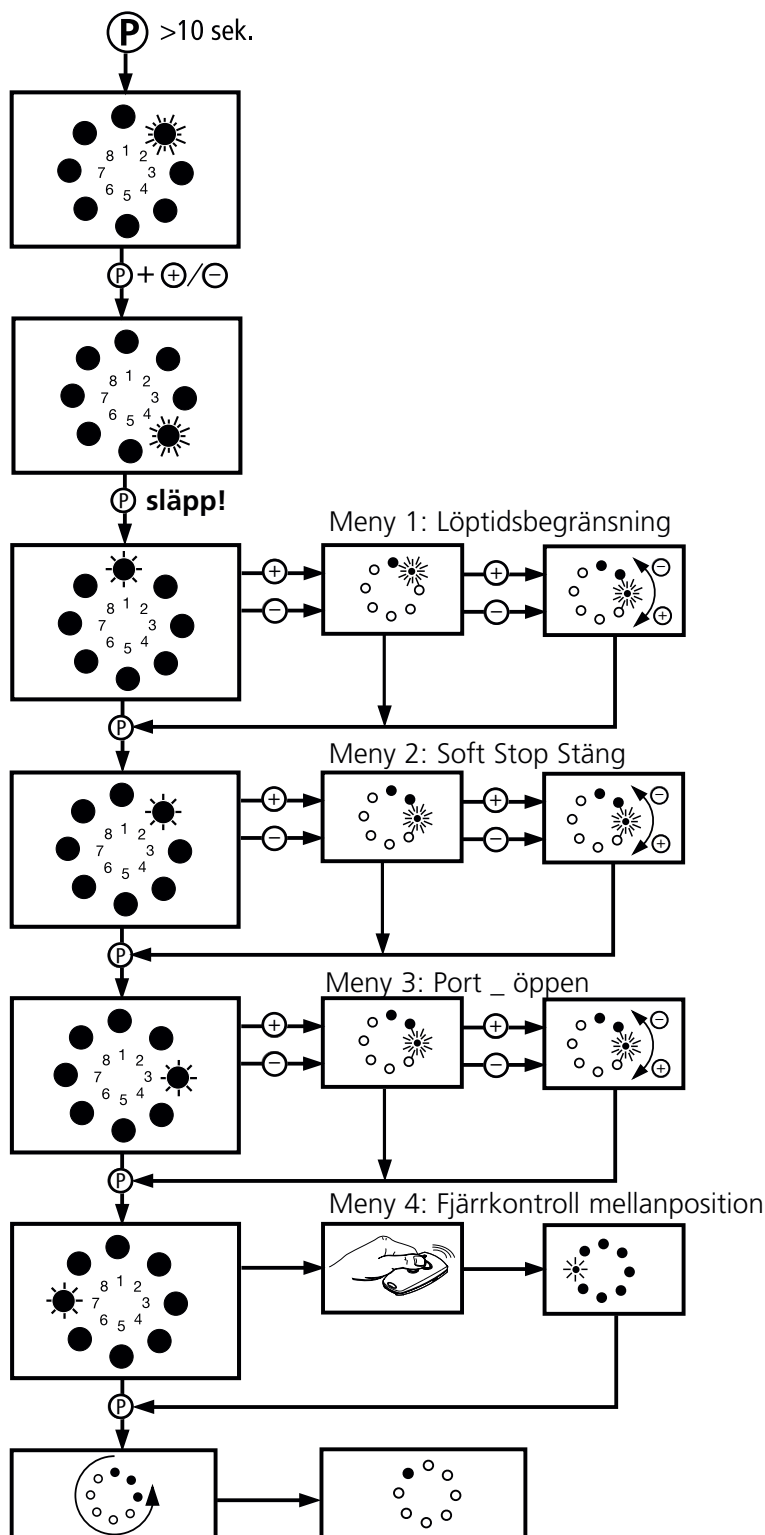 P >10 sek.
8 1 2
7 3
6 5 4
P + +/−
8 1 2
7 3
6 5 4
P släpp!
Meny 1: Löptidsbegränsning
8 1 2
7 3
6 5 4
+ + −
− − +
P
Meny 2: Soft Stop Stäng
8 1 2
7 3
6 5 4
+ + −
− − +
P
Meny 3: Port _ öppen
8 1 2
7 3
6 5 4
+ + −
− − +
P
Meny 4: Fjärrkontroll mellanposition
8 1 2
7 3
6 5 4
P